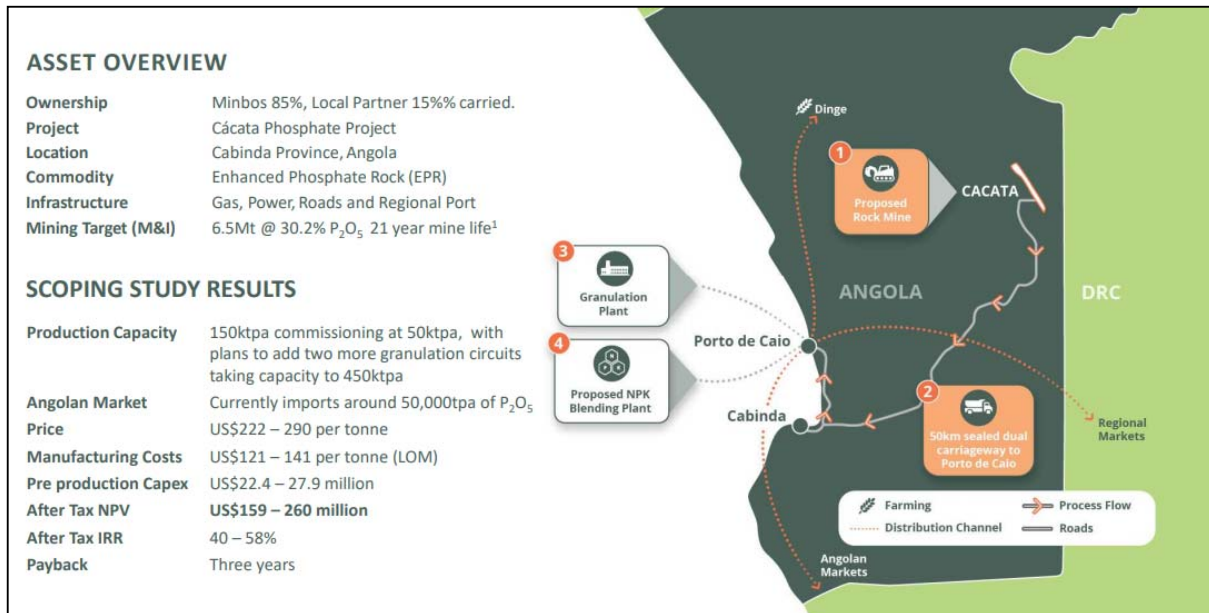 ASSET OVERVIEW
Ownership Minbos 85%, Local Partner 15%% carried.
Project Cácata Phosphate Project
Location Cabinda Province, Angola
Commodity Enhanced Phosphate Rock (EPR)
Infrastructure Gas, Power, Roads and Regional Port
Mining Target (M&I) 6.5Mt @ 30.2% P₂O₅ 21 year mine life¹
SCOPING STUDY RESULTS
Production Capacity 150ktpa commissioning at 50ktpa, with
plans to add two more granulation circuits
taking capacity to 450ktpa
Angolan Market Currently imports around 50,000tpa of P₂O₅
Price US$222 – 290 per tonne
Manufacturing Costs US$121 – 141 per tonne (LOM)
Pre production Capex US$22.4 – 27.9 million
After Tax NPV US$159 – 260 million
After Tax IRR 40 – 58%
Payback Three years
Dinge
1
Proposed
Rock Mine
CACATA
3
Granulation
Plant
ANGOLA
DRC
Porto de Caio
4
Proposed NPK
Blending Plant
Cabinda
2
50km sealed dual
carriageway to
Porto de Caio
Regional
Markets
Farming
Process Flow
Distribution Channel
Roads
Angolan
Markets